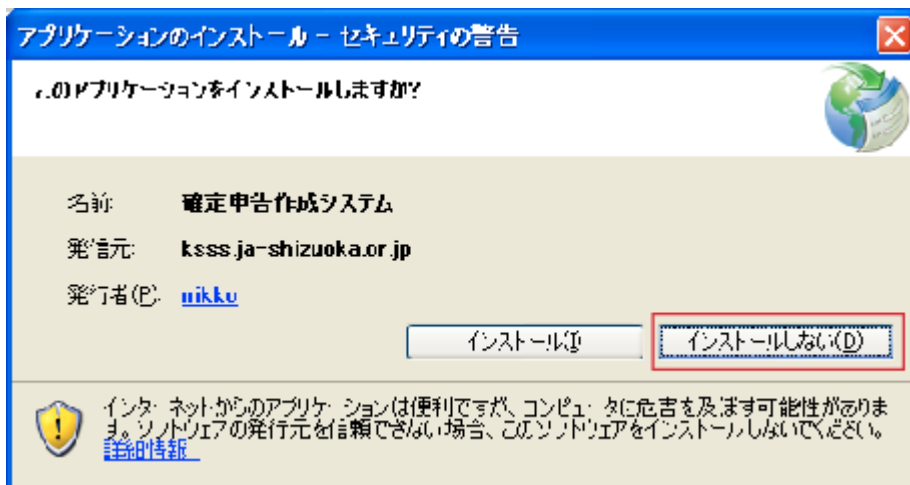 アプリケーションのインストール - セキュリティの警告
このアプリケーションをインストールしますか?
名前:
確定申告作成システム
発信元:
ksss.ja-shizuoka.or.jp
発行者(P):
nikku
インストール(I)
インストールしない(D)
インターネットからのアプリケーションは便利ですが、コンピュータに危害を及ぼす可能性がありま
す。ソフトウェアの発行元を信頼できない場合、このソフトウェアをインストールしないでください。
詳細情報